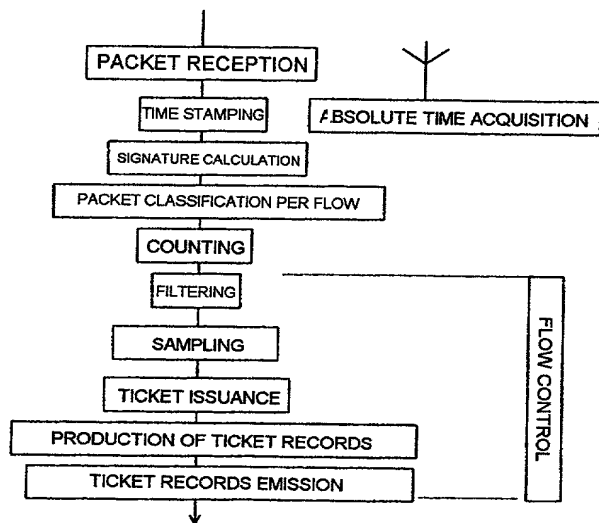 PACKET RECEPTION
TIME STAMPING
ABSOLUTE TIME ACQUISITION
SIGNATURE CALCULATION
PACKET CLASSIFICATION PER FLOW
COUNTING
FILTERING
SAMPLING
TICKET ISSUANCE
PRODUCTION OF TICKET RECORDS
TICKET RECORDS EMISSION
FLOW CONTROL